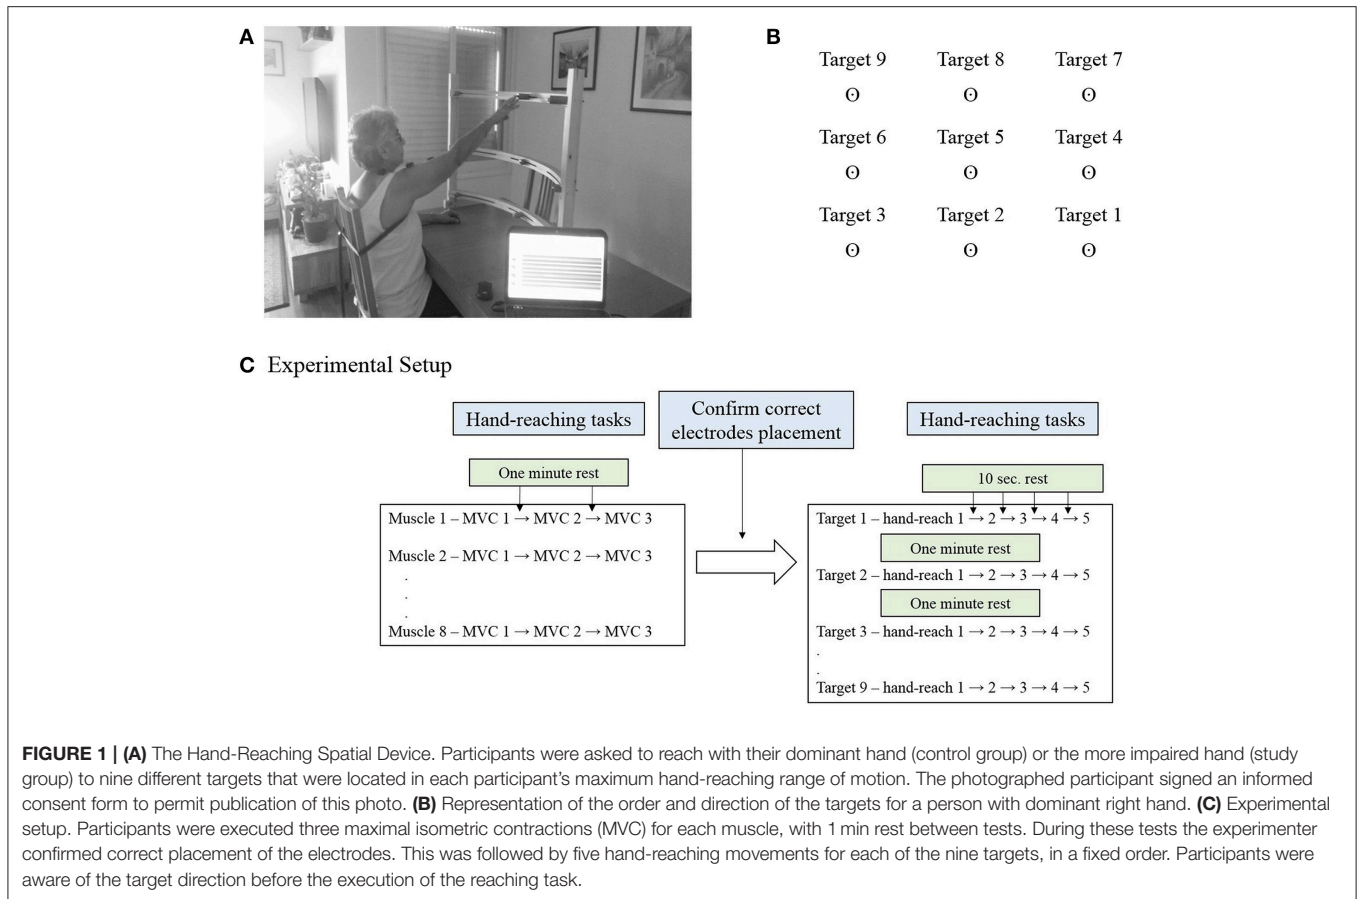 A
B
Target 9 Target 8 Target 7
Target 6 Target 5 Target 4
Target 3 Target 2 Target 1
C Experimental Setup
Hand-reaching tasks
Confirm correct
electrodes placement
Hand-reaching tasks
One minute rest
10 sec. rest
Muscle 1 – MVC 1 → MVC 2 → MVC 3
Muscle 2 – MVC 1 → MVC 2 → MVC 3
.
.
.
Muscle 8 – MVC 1 → MVC 2 → MVC 3
Target 1 – hand-reach 1 → 2 → 3 → 4 → 5
One minute rest
Target 2 – hand-reach 1 → 2 → 3 → 4 → 5
One minute rest
Target 3 – hand-reach 1 → 2 → 3 → 4 → 5
.
.
Target 9 – hand-reach 1 → 2 → 3 → 4 → 5
FIGURE 1 | (A) The Hand-Reaching Spatial Device. Participants were asked to reach with their dominant hand (control group) or the more impaired hand (study
group) to nine different targets that were located in each participant’s maximum hand-reaching range of motion. The photographed participant signed an informed
consent form to permit publication of this photo. (B) Representation of the order and direction of the targets for a person with dominant right hand. (C) Experimental
setup. Participants were executed three maximal isometric contractions (MVC) for each muscle, with 1 min rest between tests. During these tests the experimenter
confirmed correct placement of the electrodes. This was followed by five hand-reaching movements for each of the nine targets, in a fixed order. Participants were
aware of the target direction before the execution of the reaching task.